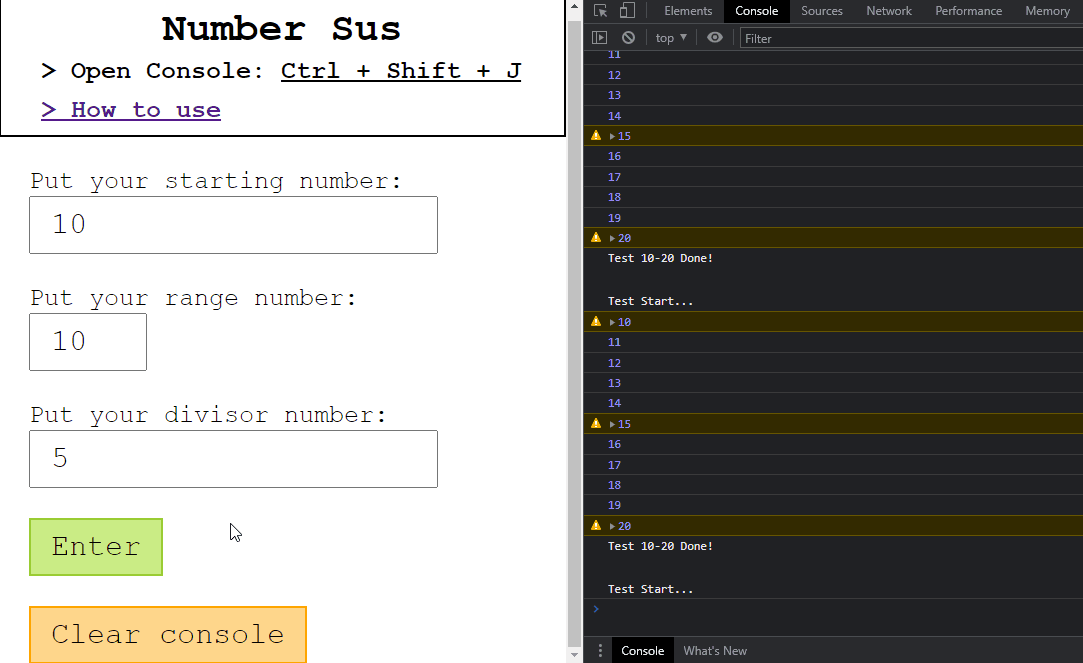 Number Sus
> Open Console: Ctrl + Shift + J
> How to use
Put your starting number:
10
Put your range number:
10
Put your divisor number:
5
Enter
Clear console
Elements Console Sources Network Performance Memory
top ▼ Filter
11
12
13
14
15
16
17
18
19
20
Test 10-20 Done!
Test Start...
10
11
12
13
14
15
16
17
18
19
20
Test 10-20 Done!
Test Start...
>
Console What's New